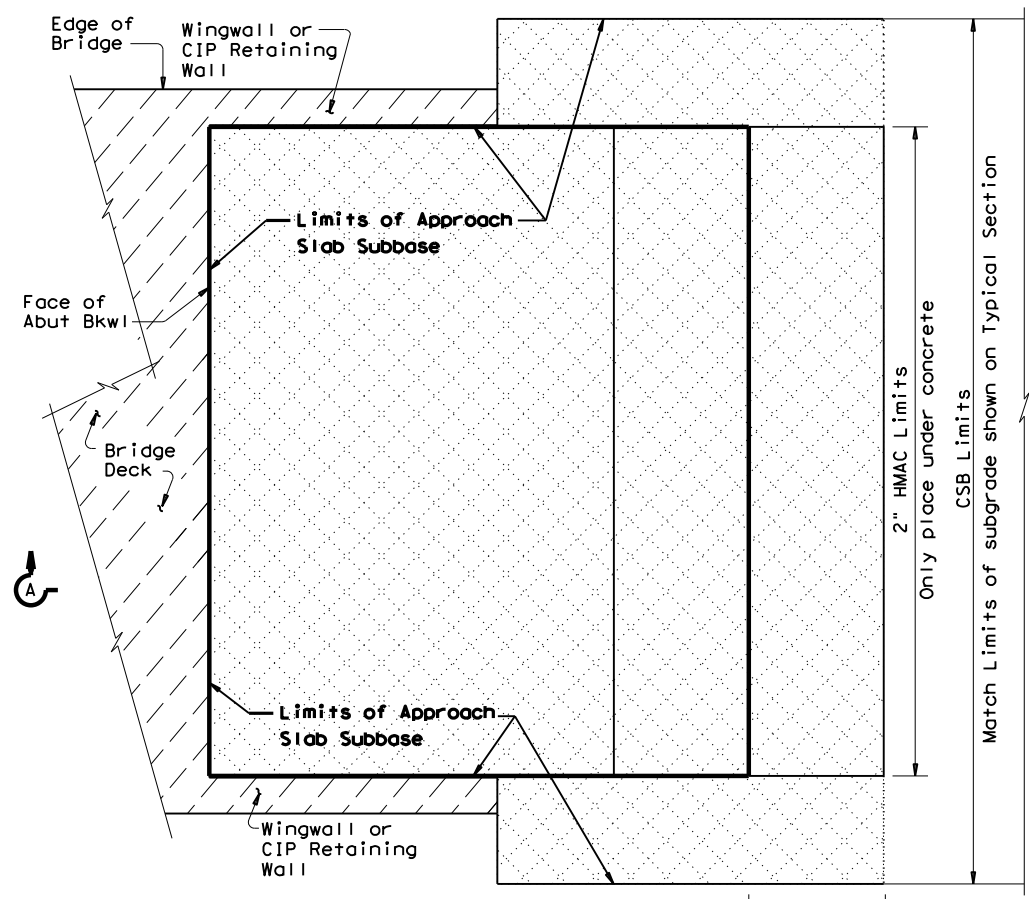 Edge of
Bridge
Wingwall or
CIP Retaining
Wall
Limits of Approach
Slab Subbase
Face of
Abut Bkwl
Bridge
Deck
A
Limits of Approach
Slab Subbase
Wingwall or
CIP Retaining
Wall
2" HMAC Limits
Only place under concrete
CSB Limits
Match Limits of subgrade shown on Typical Section